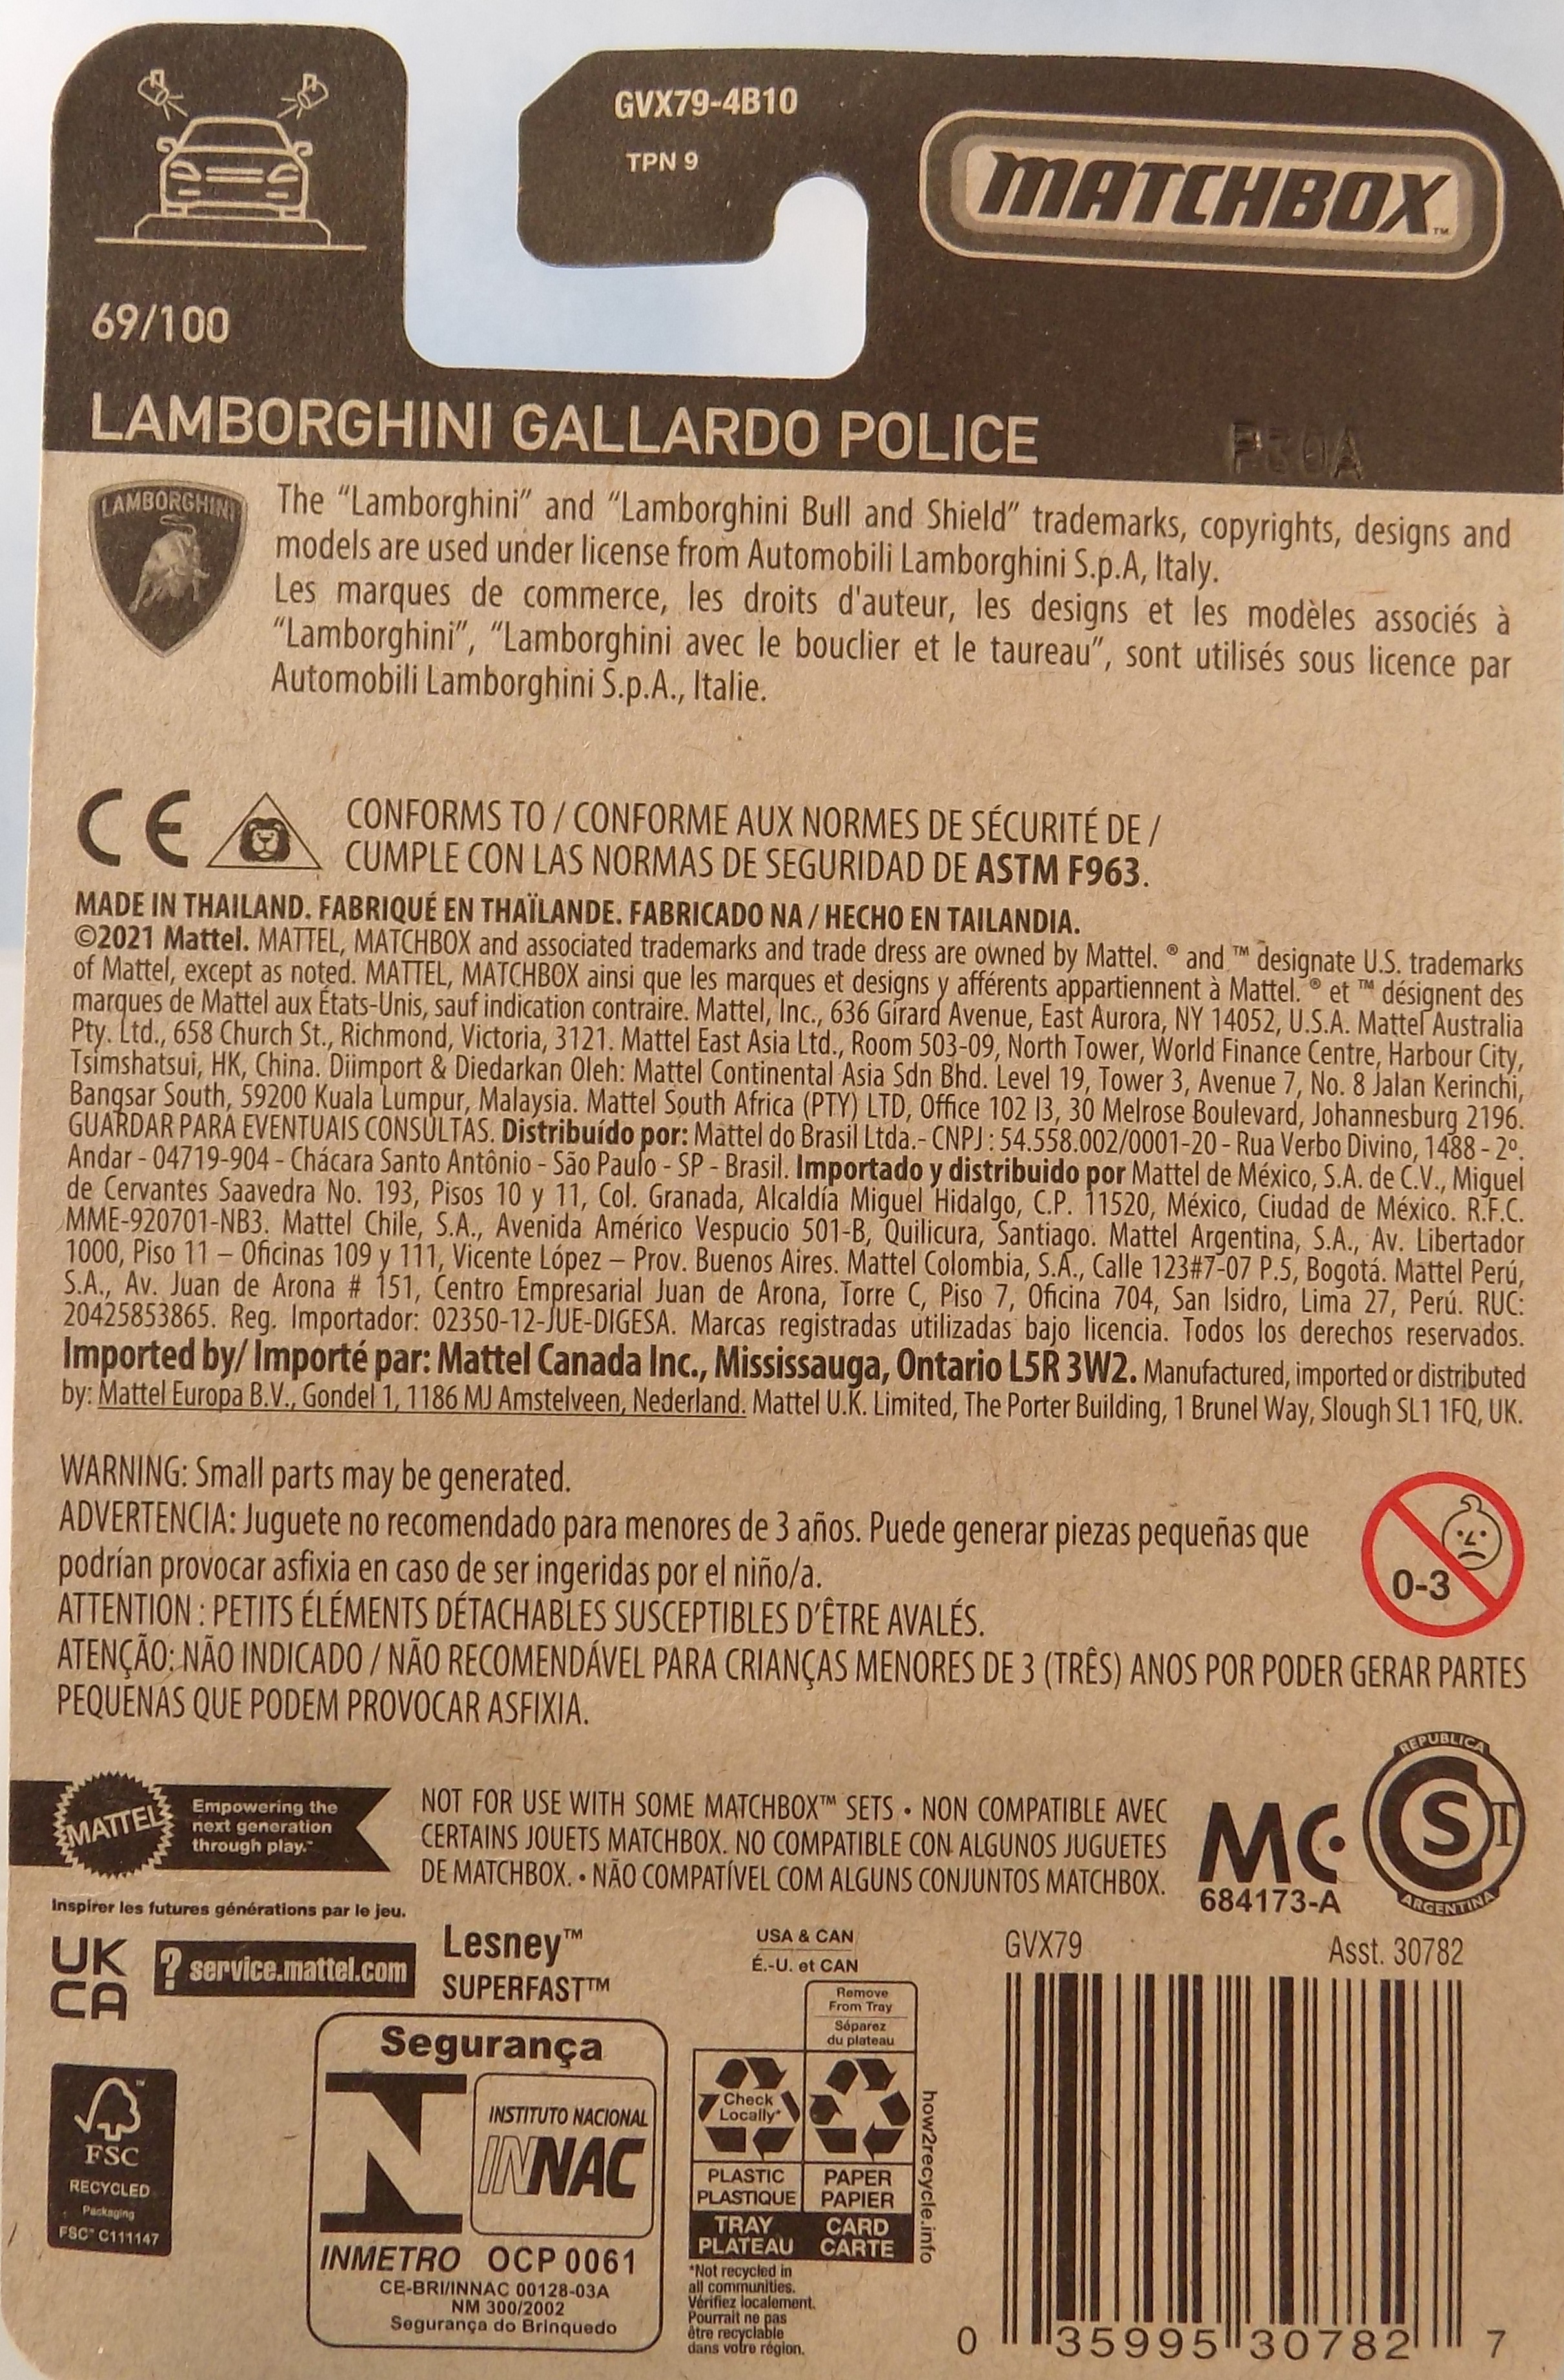 GVX79-4B10
TPN 9
MATCHBOX™
69/100
LAMBORGHINI GALLARDO POLICE
P30A
LAMBORGHINI
The “Lamborghini” and “Lamborghini Bull and Shield” trademarks, copyrights, designs and
models are used under license from Automobili Lamborghini S.p.A, Italy.
Les marques de commerce, les droits d'auteur, les designs et les modèles associés à
“Lamborghini”, “Lamborghini avec le bouclier et le taureau”, sont utilisés sous licence par
Automobili Lamborghini S.p.A., Italie.
CE
CONFORMS TO / CONFORME AUX NORMES DE SÉCURITÉ DE /
CUMPLE CON LAS NORMAS DE SEGURIDAD DE ASTM F963.
MADE IN THAILAND. FABRIQUÉ EN THAÏLANDE. FABRICADO NA / HECHO EN TAILANDIA.
©2021 Mattel. MATTEL, MATCHBOX and associated trademarks and trade dress are owned by Mattel. ® and ™ designate U.S. trademarks
of Mattel, except as noted. MATTEL, MATCHBOX ainsi que les marques et designs y afférents appartiennent à Mattel. ® et ™ désignent des
marques de Mattel aux États-Unis, sauf indication contraire. Mattel, Inc., 636 Girard Avenue, East Aurora, NY 14052, U.S.A. Mattel Australia
Pty. Ltd., 658 Church St., Richmond, Victoria, 3121. Mattel East Asia Ltd., Room 503-09, North Tower, World Finance Centre, Harbour City,
Tsimshatsui, HK, China. Diimport & Diedarkan Oleh: Mattel Continental Asia Sdn Bhd. Level 19, Tower 3, Avenue 7, No. 8 Jalan Kerinchi,
Bangsar South, 59200 Kuala Lumpur, Malaysia. Mattel South Africa (PTY) LTD, Office 102 I3, 30 Melrose Boulevard, Johannesburg 2196.
GUARDAR PARA EVENTUAIS CONSULTAS. Distribuído por: Mattel do Brasil Ltda.- CNPJ : 54.558.002/0001-20 - Rua Verbo Divino, 1488 - 2º.
Andar - 04719-904 - Chácara Santo Antônio - São Paulo - SP - Brasil. Importado y distribuido por Mattel de México, S.A. de C.V., Miguel
de Cervantes Saavedra No. 193, Pisos 10 y 11, Col. Granada, Alcaldía Miguel Hidalgo, C.P. 11520, México, Ciudad de México. R.F.C.
MME-920701-NB3. Mattel Chile, S.A., Avenida Américo Vespucio 501-B, Quilicura, Santiago. Mattel Argentina, S.A., Av. Libertador
1000, Piso 11 – Oficinas 109 y 111, Vicente López – Prov. Buenos Aires. Mattel Colombia, S.A., Calle 123#7-07 P.5, Bogotá. Mattel Perú,
S.A., Av. Juan de Arona # 151, Centro Empresarial Juan de Arona, Torre C, Piso 7, Oficina 704, San Isidro, Lima 27, Perú. RUC:
20425853865. Reg. Importador: 02350-12-JUE-DIGESA. Marcas registradas utilizadas bajo licencia. Todos los derechos reservados.
Imported by/ Importé par: Mattel Canada Inc., Mississauga, Ontario L5R 3W2. Manufactured, imported or distributed
by: Mattel Europa B.V., Gondel 1, 1186 MJ Amstelveen, Nederland. Mattel U.K. Limited, The Porter Building, 1 Brunel Way, Slough SL1 1FQ, UK.
WARNING: Small parts may be generated.
ADVERTENCIA: Juguete no recomendado para menores de 3 años. Puede generar piezas pequeñas que
podrían provocar asfixia en caso de ser ingeridas por el niño/a.
ATTENTION : PETITS ÉLÉMENTS DÉTACHABLES SUSCEPTIBLES D’ÊTRE AVALÉS.
ATENÇÃO: NÃO INDICADO / NÃO RECOMENDÁVEL PARA CRIANÇAS MENORES DE 3 (TRÊS) ANOS POR PODER GERAR PARTES
PEQUENAS QUE PODEM PROVOCAR ASFIXIA.
0-3
MATTEL
Empowering the
next generation
through play.™
Inspirer les futures générations par le jeu.
NOT FOR USE WITH SOME MATCHBOX™ SETS • NON COMPATIBLE AVEC
CERTAINS JOUETS MATCHBOX. NO COMPATIBLE CON ALGUNOS JUGUETES
DE MATCHBOX. • NÃO COMPATÍVEL COM ALGUNS CONJUNTOS MATCHBOX.
MC
684173-A
REPUBLICA
CST
ARGENTINA
UK
CA
? service.mattel.com
Lesney™
SUPERFAST™
FSC™
RECYCLED
Packaging
FSC™ C111147
Segurança
INSTITUTO NACIONAL
INNAC
INMETRO OCP 0061
CE-BRI/INNAC 00128-03A
NM 300/2002
Segurança do Brinquedo
USA & CAN
É.-U. et CAN
Remove
From Tray
Séparez
du plateau
Check
Locally*
PLASTIC
PLASTIQUE
PAPER
PAPIER
TRAY
PLATEAU
CARD
CARTE
how2recycle.info
*Not recycled in
all communities.
Vérifiez localement.
Pourrait ne pas
être recyclable
dans votre région.
GVX79
Asst. 30782
0 35995 30782 7